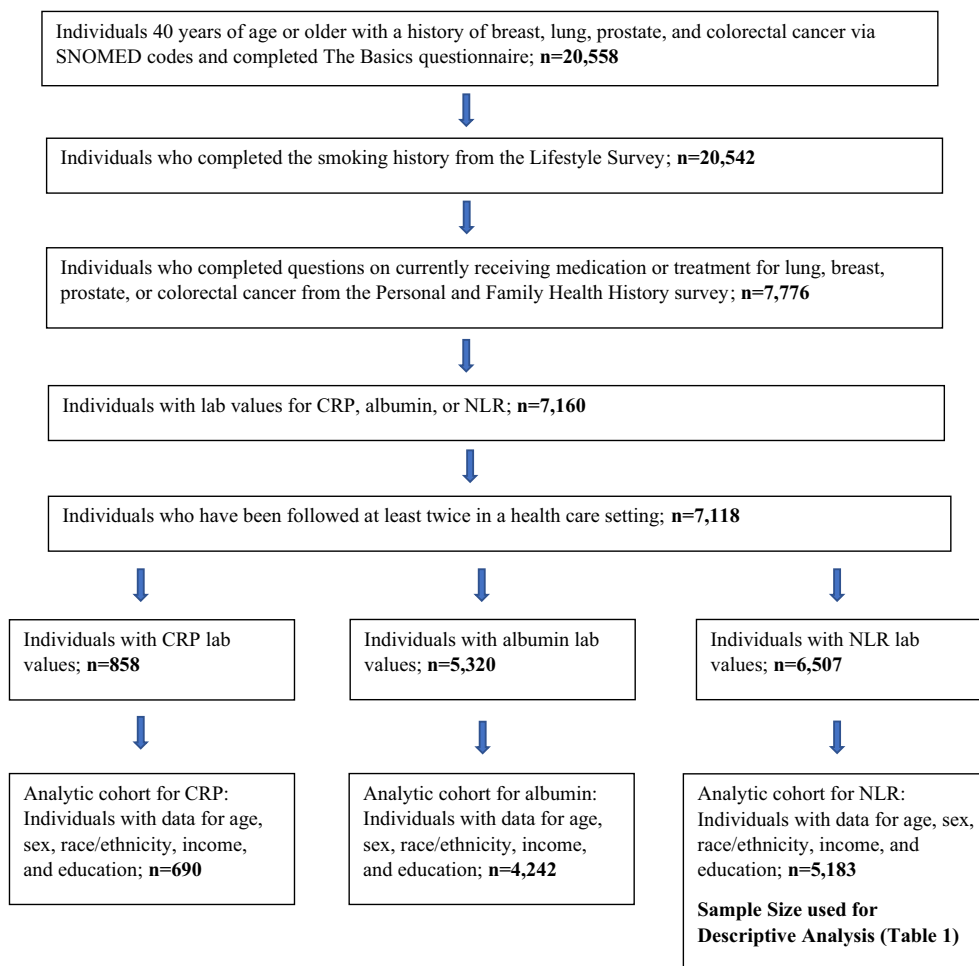 Individuals 40 years of age or older with a history of breast, lung, prostate, and colorectal cancer via
SNOMED codes and completed The Basics questionnaire; n=20,558
Individuals who completed the smoking history from the Lifestyle Survey; n=20,542
Individuals who completed questions on currently receiving medication or treatment for lung, breast,
prostate, or colorectal cancer from the Personal and Family Health History survey; n=7,776
Individuals with lab values for CRP, albumin, or NLR; n=7,160
Individuals who have been followed at least twice in a health care setting; n=7,118
Individuals with CRP lab
values; n=858
Individuals with albumin lab
values; n=5,320
Individuals with NLR lab
values; n=6,507
Analytic cohort for CRP:
Individuals with data for age,
sex, race/ethnicity, income,
and education; n=690
Analytic cohort for albumin:
Individuals with data for age,
sex, race/ethnicity, income,
and education; n=4,242
Analytic cohort for NLR:
Individuals with data for age, sex,
race/ethnicity, income, and
education; n=5,183
Sample Size used for
Descriptive Analysis (Table 1)